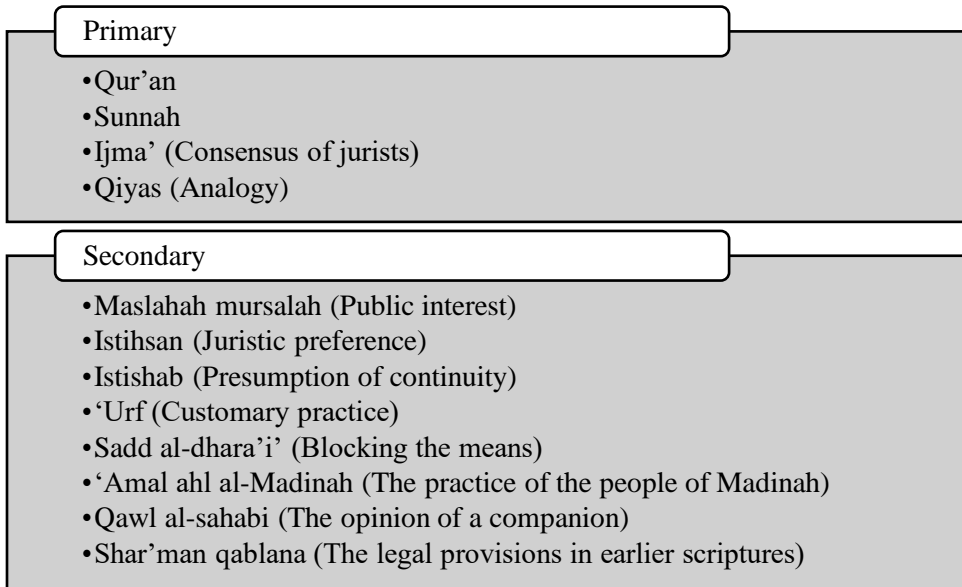 Primary
•Qur’an
•Sunnah
•Ijma’ (Consensus of jurists)
•Qiyas (Analogy)
Secondary
•Maslahah mursalah (Public interest)
•Istihsan (Juristic preference)
•Istishab (Presumption of continuity)
•‘Urf (Customary practice)
•Sadd al-dhara’i’ (Blocking the means)
•‘Amal ahl al-Madinah (The practice of the people of Madinah)
•Qawl al-sahabi (The opinion of a companion)
•Shar’man qablana (The legal provisions in earlier scriptures)